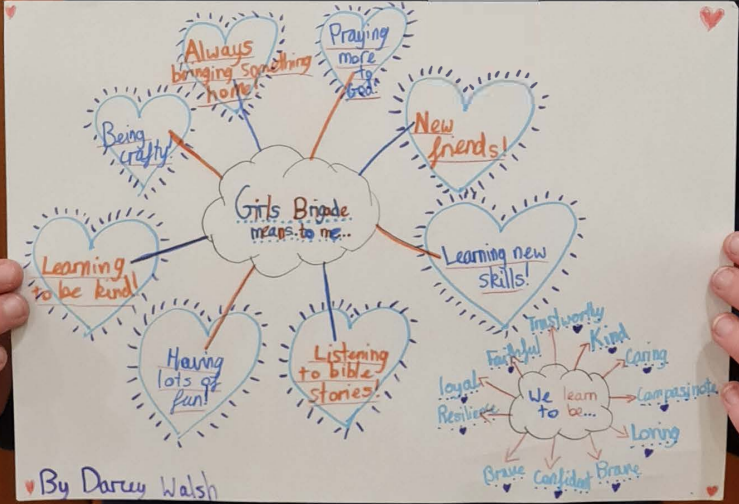 Always
bringing something
home!
Praying
more
to
God!
Being
crafty!
New
friends!
Girls Brigade
means to me...
Learning
to be kind!
Learning new
skills!
Having
lots of
fun!
Listening
to bible
stories!
We learn
to be...
Trustworthy
Kind
Caring
Compasinate
Loving
Brave
Confident
Brave
Resilience
loyal
Faithful
By Darcey Walsh